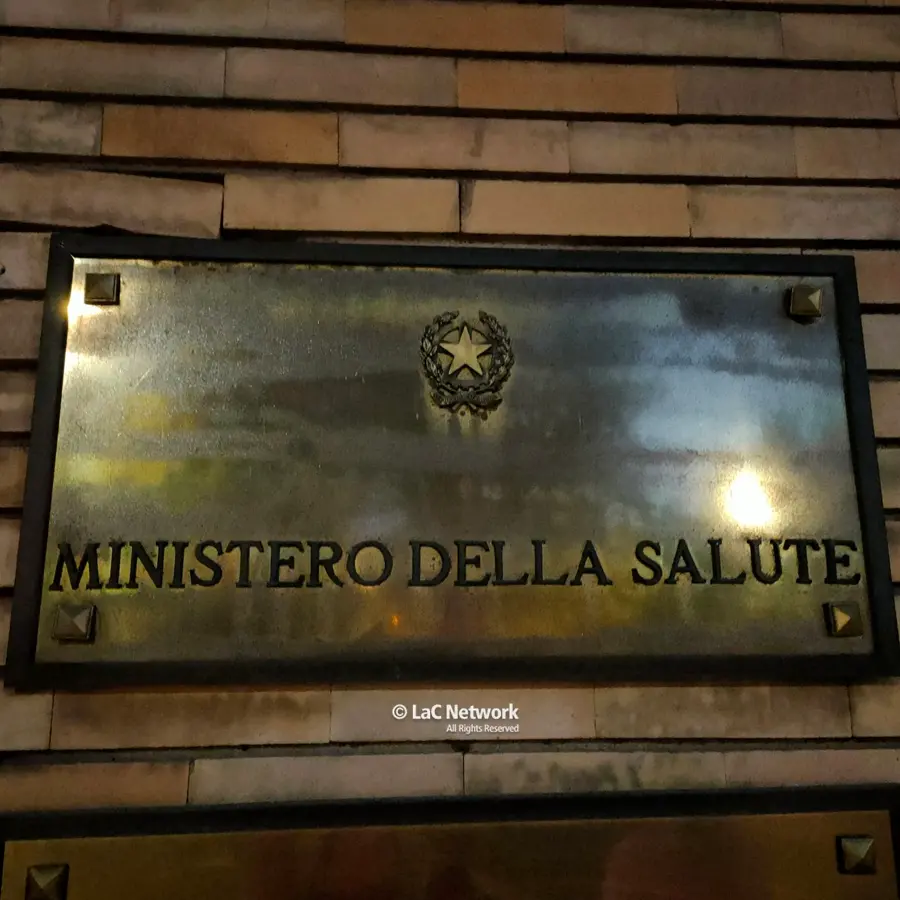 MINISTERO DELLA SALUTE
© LaC Network
All Rights Reserved